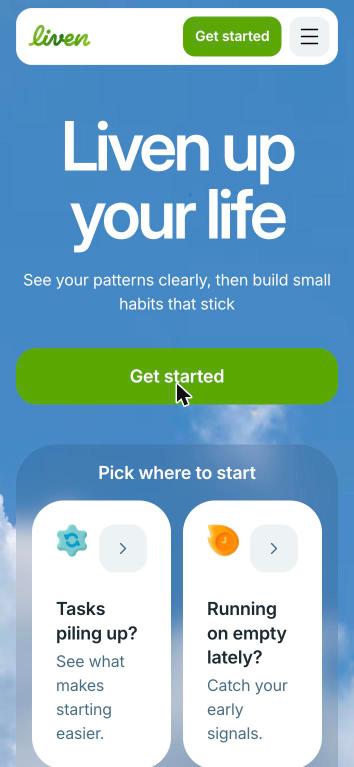 liven
Get started
Liven up
your life
See your patterns clearly, then build small
habits that stick
Get started
Pick where to start
Tasks
piling up?
See what
makes
starting
easier.
Running
on empty
lately?
Catch your
early
signals.